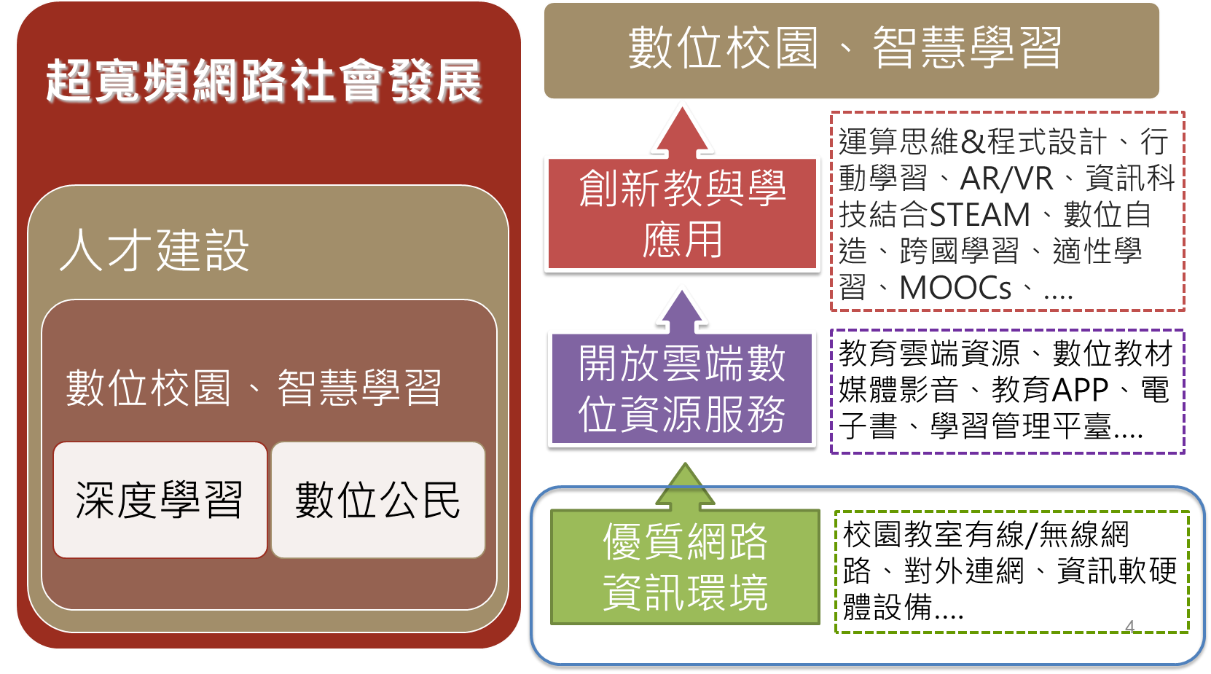 超寬頻網路社會發展
人才建設
數位校園、智慧學習
深度學習
數位公民
數位校園、智慧學習
創新教與學
應用
運算思維&程式設計、行
動學習、AR/VR、資訊科
技結合STEAM、數位自
造、跨國學習、適性學
習、MOOCs、....
開放雲端數
位資源服務
教育雲端資源、數位教材
媒體影音、教育APP、電
子書、學習管理平臺....
優質網路
資訊環境
校園教室有線/無線網
路、對外連網、資訊軟硬
體設備....
4